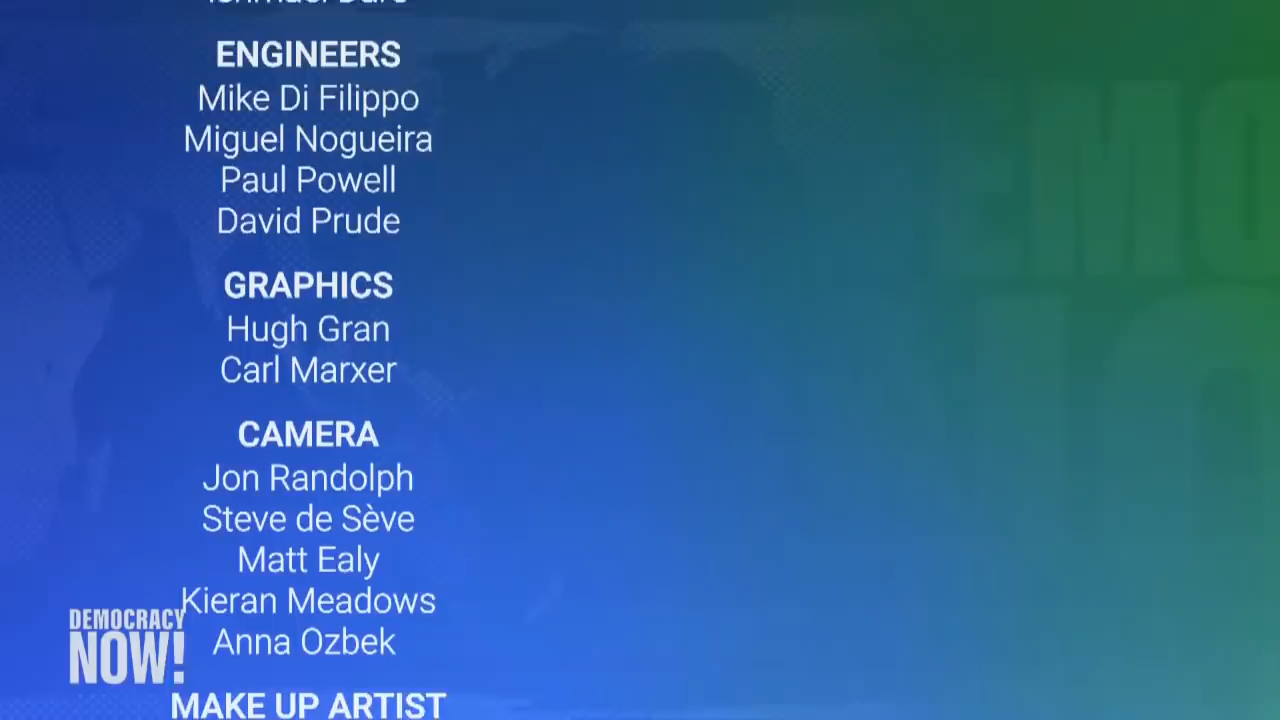 ENGINEERS
Mike Di Filippo
Miguel Nogueira
Paul Powell
David Prude
GRAPHICS
Hugh Gran
Carl Marxer
CAMERA
Jon Randolph
Steve de Sève
Matt Ealy
Kieran Meadows
Anna Ozbek
MAKE UP ARTIST
DEMOCRACY
NOW!